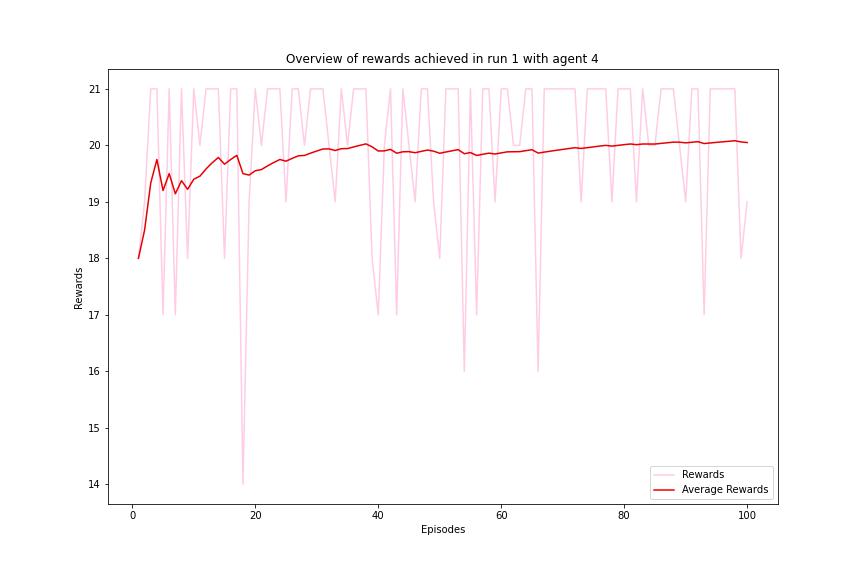 Overview of rewards achieved in run 1 with agent 4
21
20
19
18
17
16
15
14
Rewards
0 20 40 60 80 100
Episodes
Rewards
Average Rewards